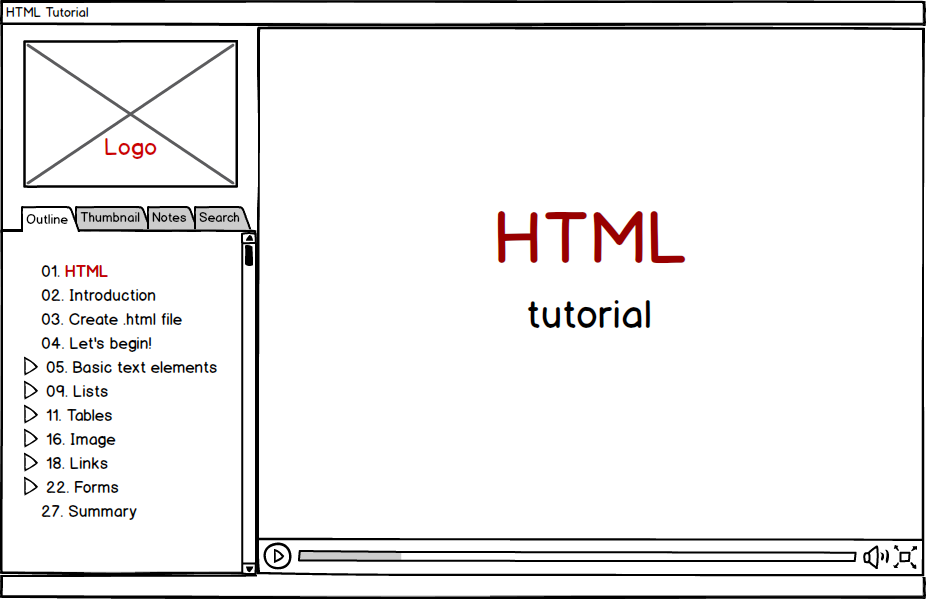 HTML Tutorial
Logo
Outline Thumbnail Notes Search
01. HTML
02. Introduction
03. Create .html file
04. Let's begin!
05. Basic text elements
09. Lists
11. Tables
16. Image
18. Links
22. Forms
27. Summary
HTML
tutorial